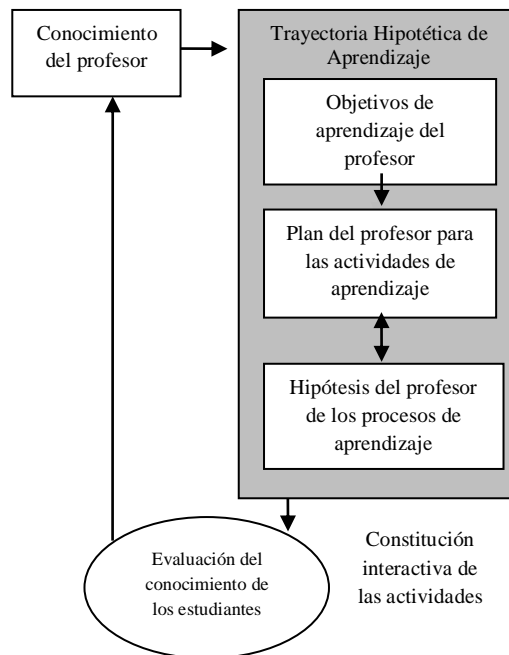 Conocimiento
del profesor
Trayectoria Hipotética de
Aprendizaje
Objetivos de
aprendizaje del
profesor
Plan del profesor para
las actividades de
aprendizaje
Hipótesis del profesor
de los procesos de
aprendizaje
Evaluación del
conocimiento de
los estudiantes
Constitución
interactiva de
las actividades